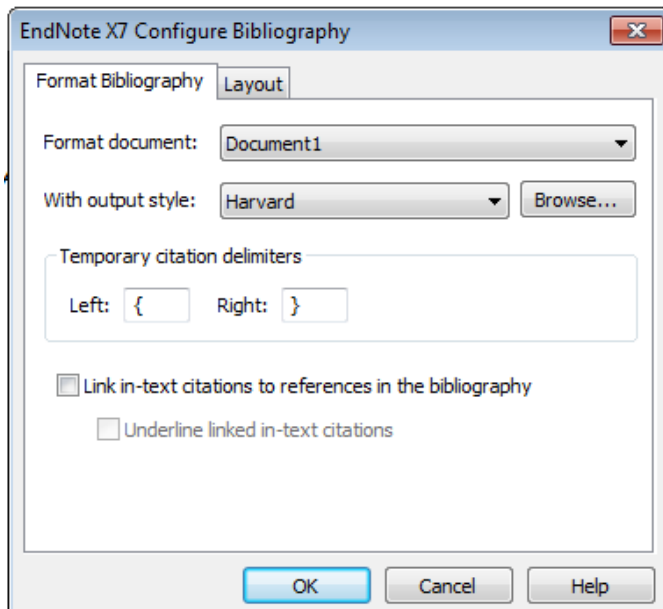 EndNote X7 Configure Bibliography
Format Bibliography Layout
Format document: Document1
With output style: Harvard Browse...
Temporary citation delimiters
Left: { Right: }
Link in-text citations to references in the bibliography
Underline linked in-text citations
OK Cancel Help